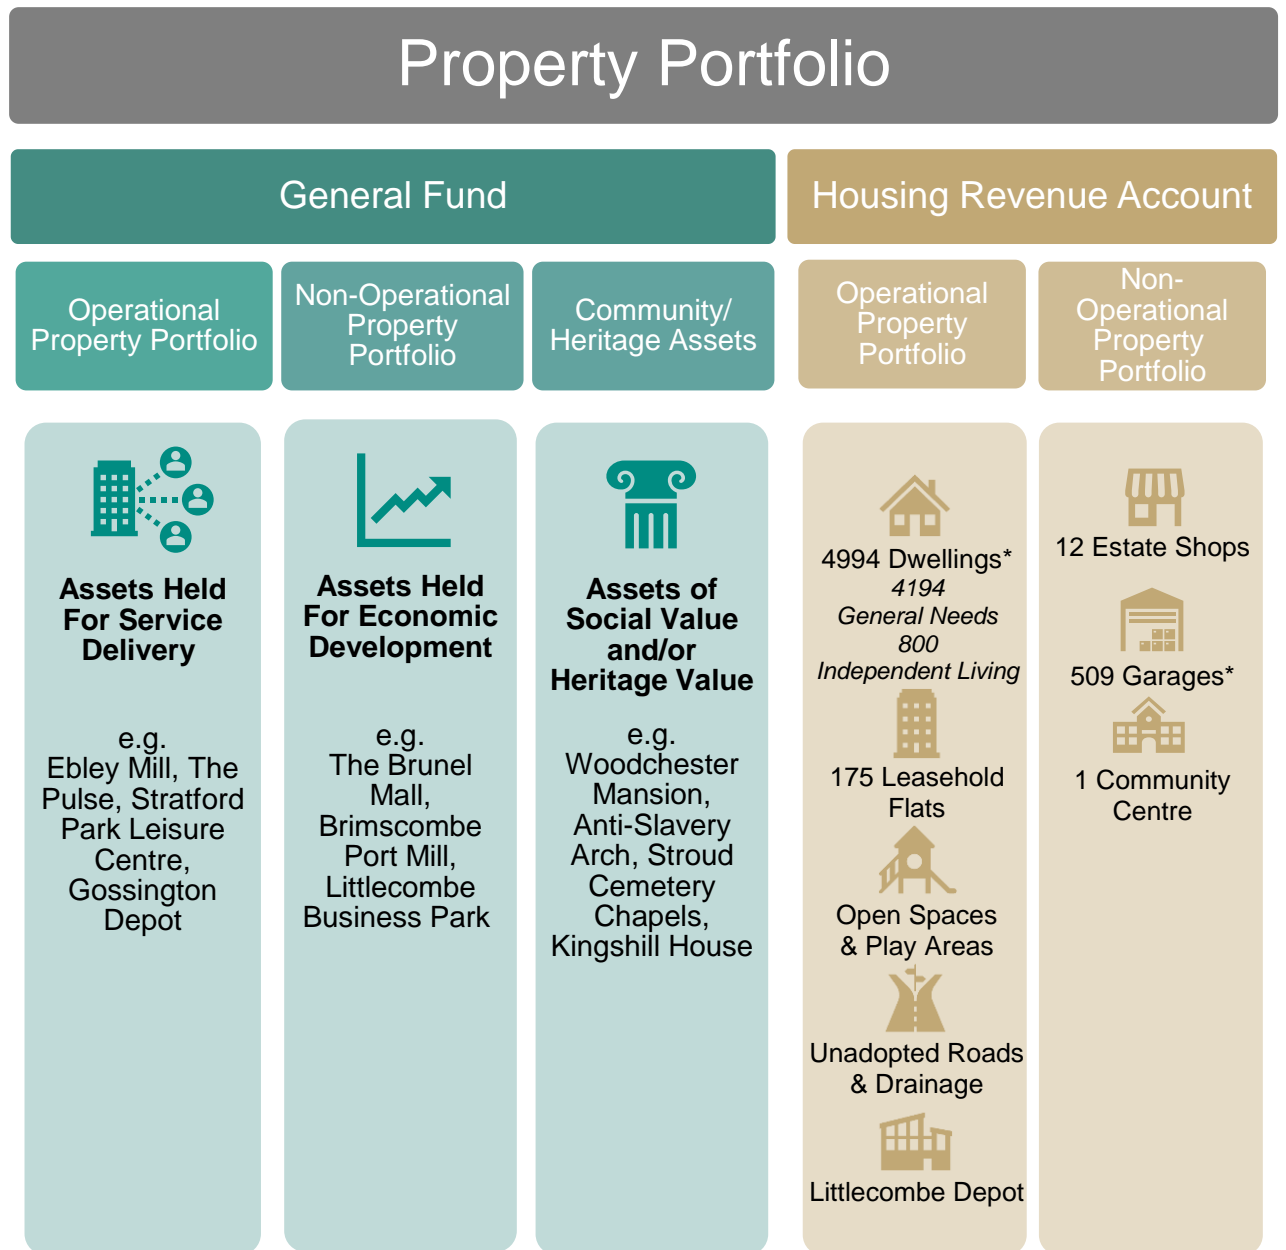 Property Portfolio
General Fund
Housing Revenue Account
Operational
Property Portfolio
Non-Operational
Property
Portfolio
Community/
Heritage Assets
Operational
Property
Portfolio
Non-
Operational
Property
Portfolio
Assets Held
For Service
Delivery
e.g.
Ebley Mill, The
Pulse, Stratford
Park Leisure
Centre,
Gossington
Depot
Assets Held
For Economic
Development
e.g.
The Brunel
Mall,
Brimscombe
Port Mill,
Littlecombe
Business Park
Assets of
Social Value
and/or
Heritage Value
e.g.
Woodchester
Mansion,
Anti-Slavery
Arch, Stroud
Cemetery
Chapels,
Kingshill House
4994 Dwellings*
4194
General Needs
800
Independent Living
175 Leasehold
Flats
Open Spaces
& Play Areas
Unadopted Roads
& Drainage
Littlecombe Depot
12 Estate Shops
509 Garages*
1 Community
Centre